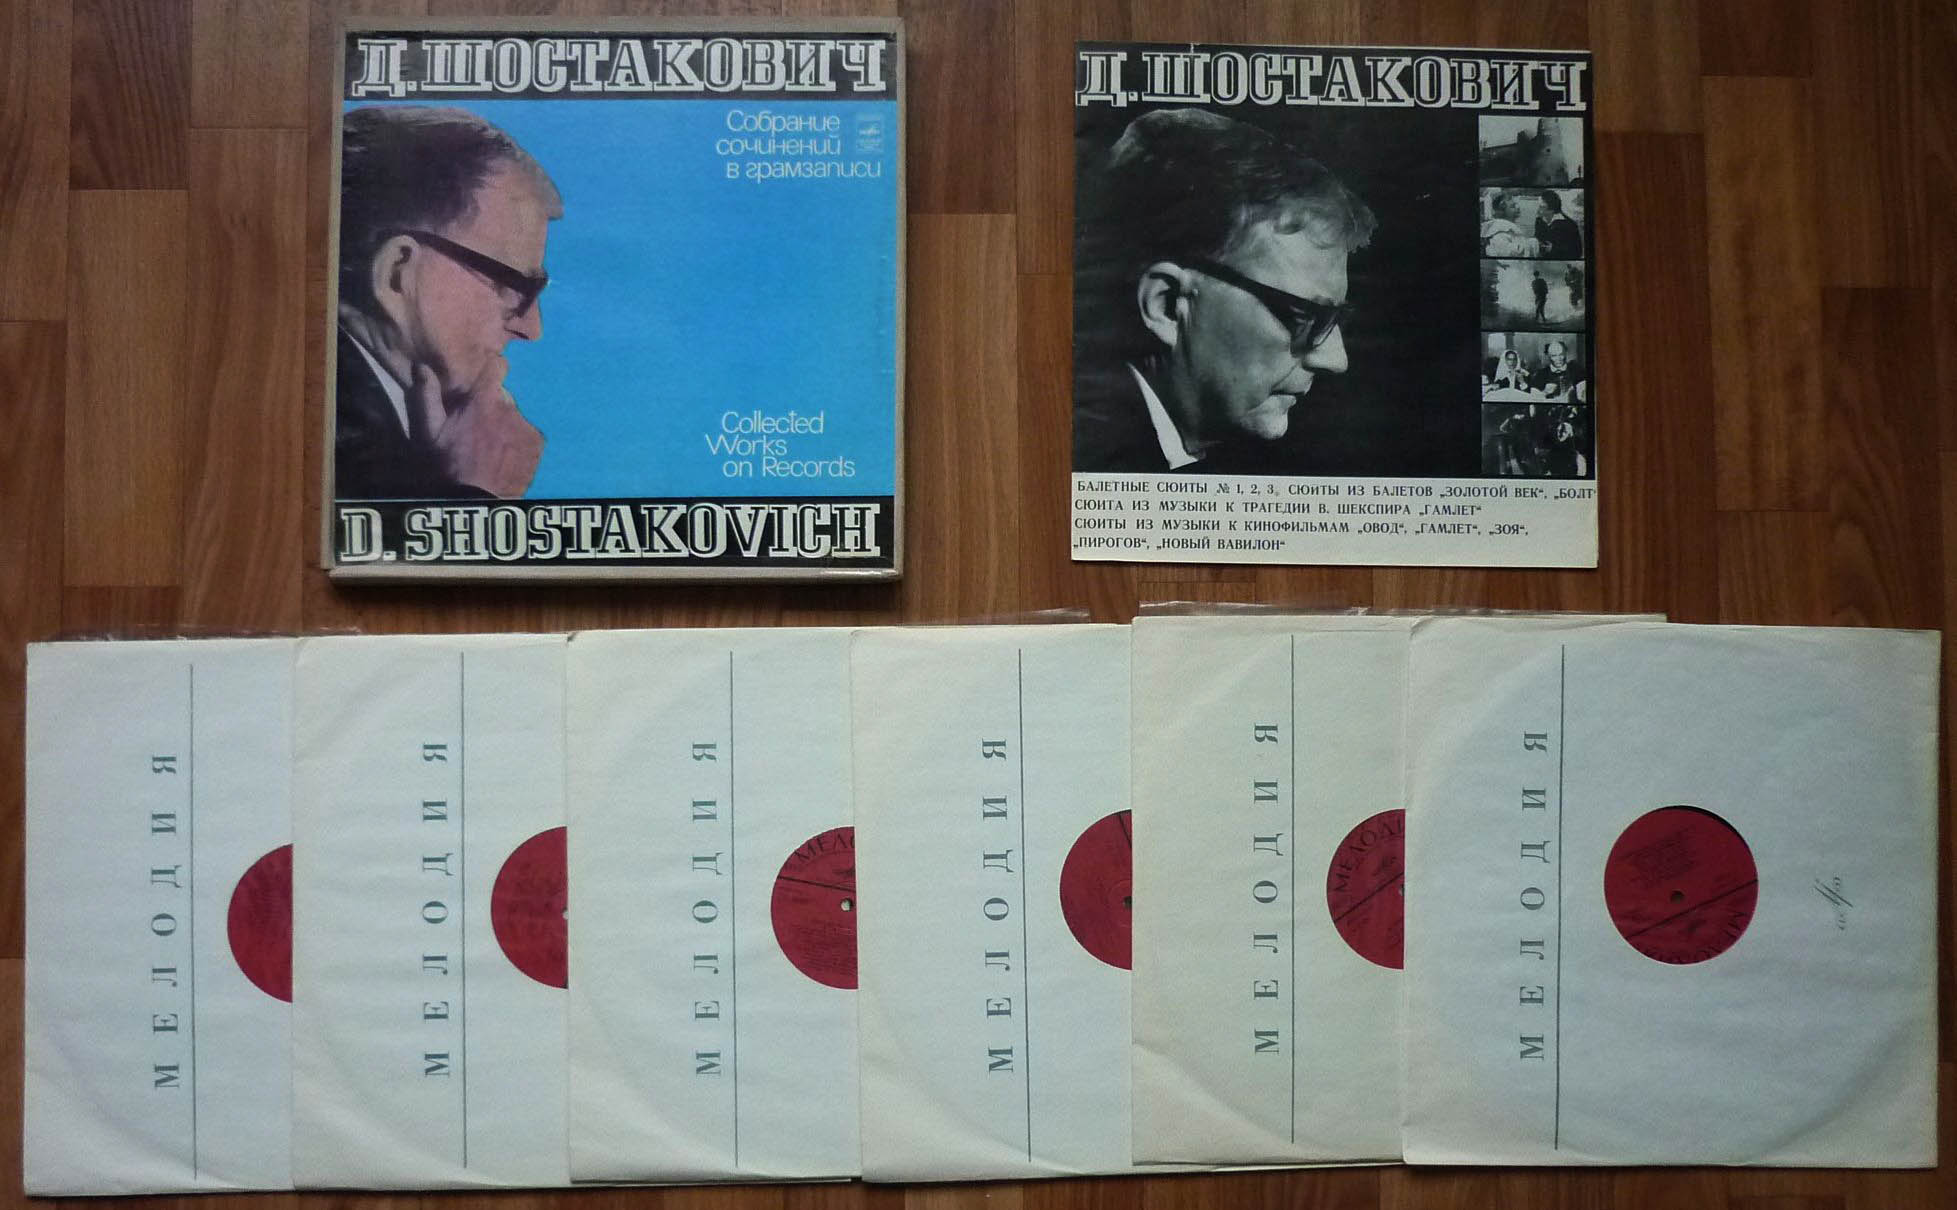 Д.ШОСТАКОВИЧ
Собрание
сочинений
в грамзаписи
Collected
Works
on Records
D. SHOSTAKOVICH
Д.ШОСТАКОВИЧ
БАЛЕТНЫЕ СЮИТЫ № 1, 2, 3, СЮИТЫ ИЗ БАЛЕТОВ „ЗОЛОТОЙ ВЕК“, „БОЛТ
СЮИТА ИЗ МУЗЫКИ К ТРАГЕДИИ В. ШЕКСПИРА „ГАМЛЕТ“
СЮИТЫ ИЗ МУЗЫКИ К КИНОФИЛЬМАМ „ОВОД“, „ГАМЛЕТ“, „ЗОЯ“,
„ПИРОГОВ“, „НОВЫЙ ВАВИЛОН“
МЕЛОДИЯ
МЕЛОДИЯ
МЕЛОДИЯ
МЕЛО
МЕЛОДИЯ
МЕЛОДИЯ
МЕЛОДИ
МЕЛОДИЯ